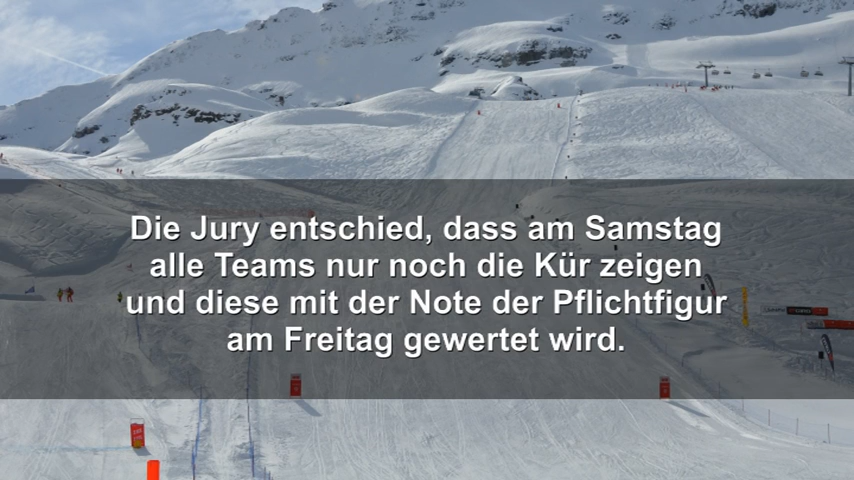 Die Jury entschied, dass am Samstag
alle Teams nur noch die Kür zeigen
und diese mit der Note der Pflichtfigur
am Freitag gewertet wird.